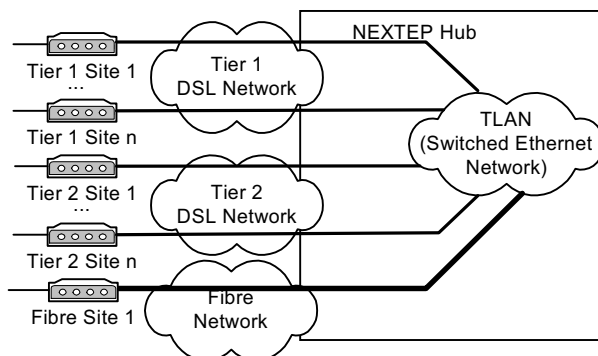 NEXTEP Hub
Tier 1 Site 1
...
Tier 1
DSL Network
Tier 1 Site n
TLAN
(Switched Ethernet
Network)
Tier 2 Site 1
...
Tier 2
DSL Network
Tier 2 Site n
Fibre Site 1
Fibre
Network